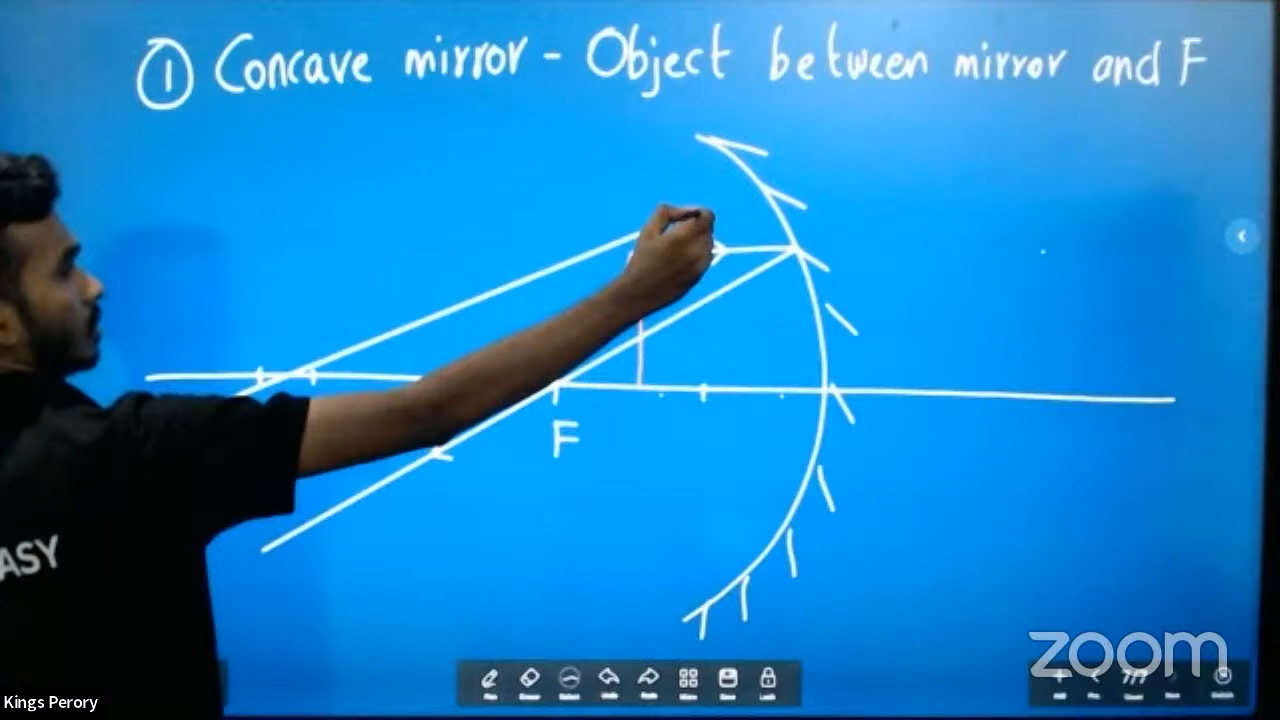 ① Concave mirror - Object between mirror and F
F
ASY
zoom
Kings Perory